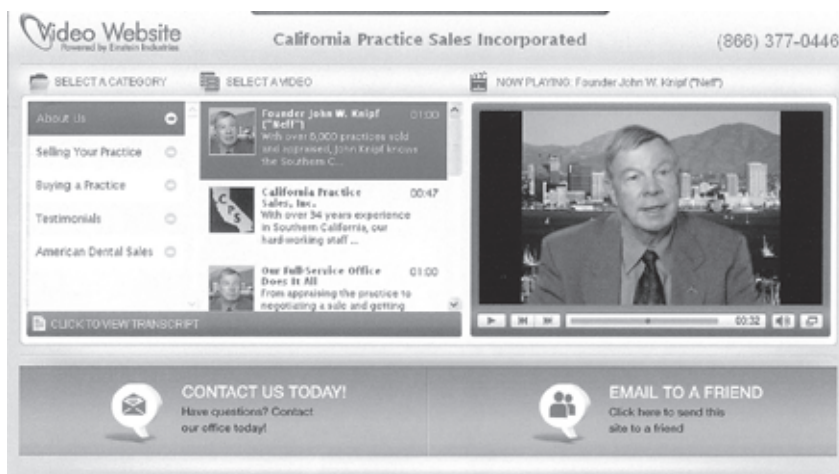 Video Website
Powered by Einstein Industries
California Practice Sales Incorporated
(866) 377-0446
SELECT A CATEGORY
SELECT A VIDEO
NOW PLAYING: Founder John W. Knipf ("Neff")
About Us
Selling Your Practice
Buying a Practice
Testimonials
American Dental Sales
Founder John W. Knipf 01:00
("Neff")
With over 6,000 practices sold
and appraised, John Knipf knows
the Southern C...
CPS
California Practice 00:47
Sales, Inc.
With over 34 years experience
in Southern California, our
hard-working staff ...
Our Full-Service Office 01:00
Does It All
From appraising the practice to
negotiating a sale and getting
CLICK TO VIEW TRANSCRIPT
00:32
CONTACT US TODAY!
Have questions? Contact
our office today!
EMAIL TO A FRIEND
Click here to send this
site to a friend